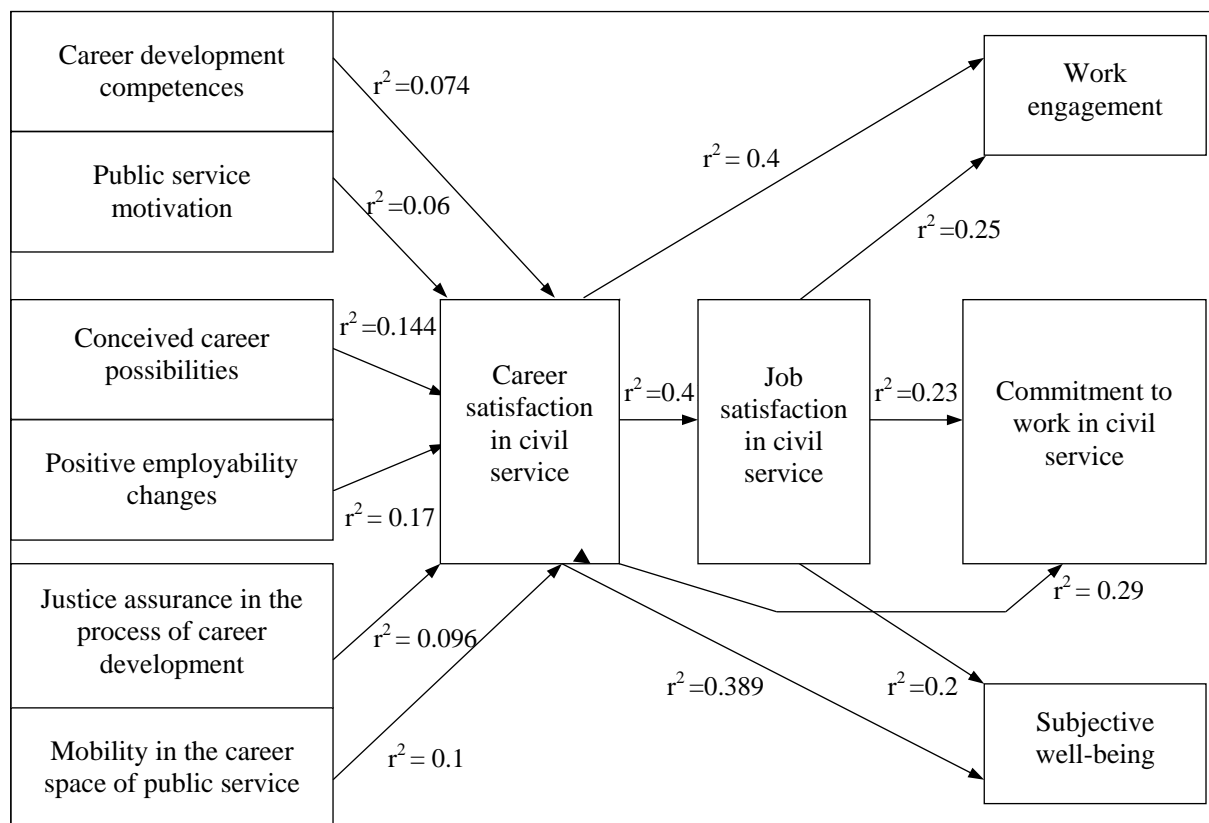 Career development
competences
r² =0.074
Public service
motivation
r² =0.06
Conceived career
possibilities
r² =0.144
Positive employability
changes
r² = 0.17
Justice assurance in the
process of career
development
r² = 0.096
Mobility in the career
space of public service
r² = 0.1
Career
satisfaction
in civil
service
r² =0.4
Job
satisfaction
in civil
service
r² = 0.4
Work
engagement
r² =0.25
r² =0.23
Commitment to
work in civil
service
r² = 0.29
r² =0.389
r² =0.2
Subjective
well-being